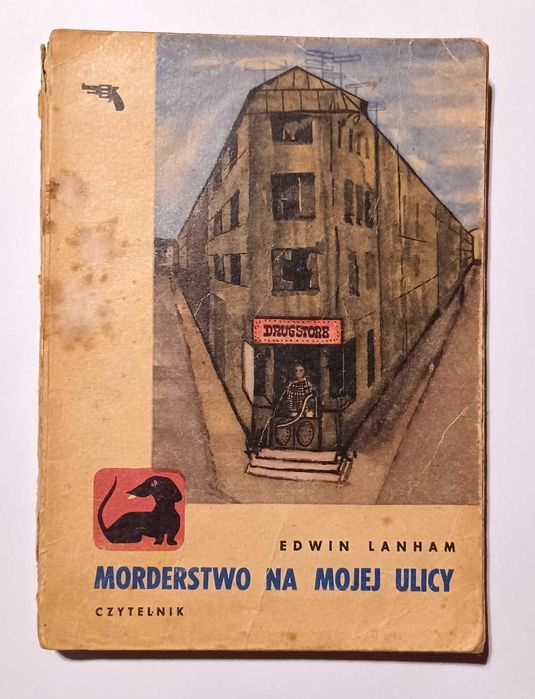 DRUGSTORE
EDWIN LANHAM
MORDERSTWO NA MOJEJ ULICY
CZYTELNIK